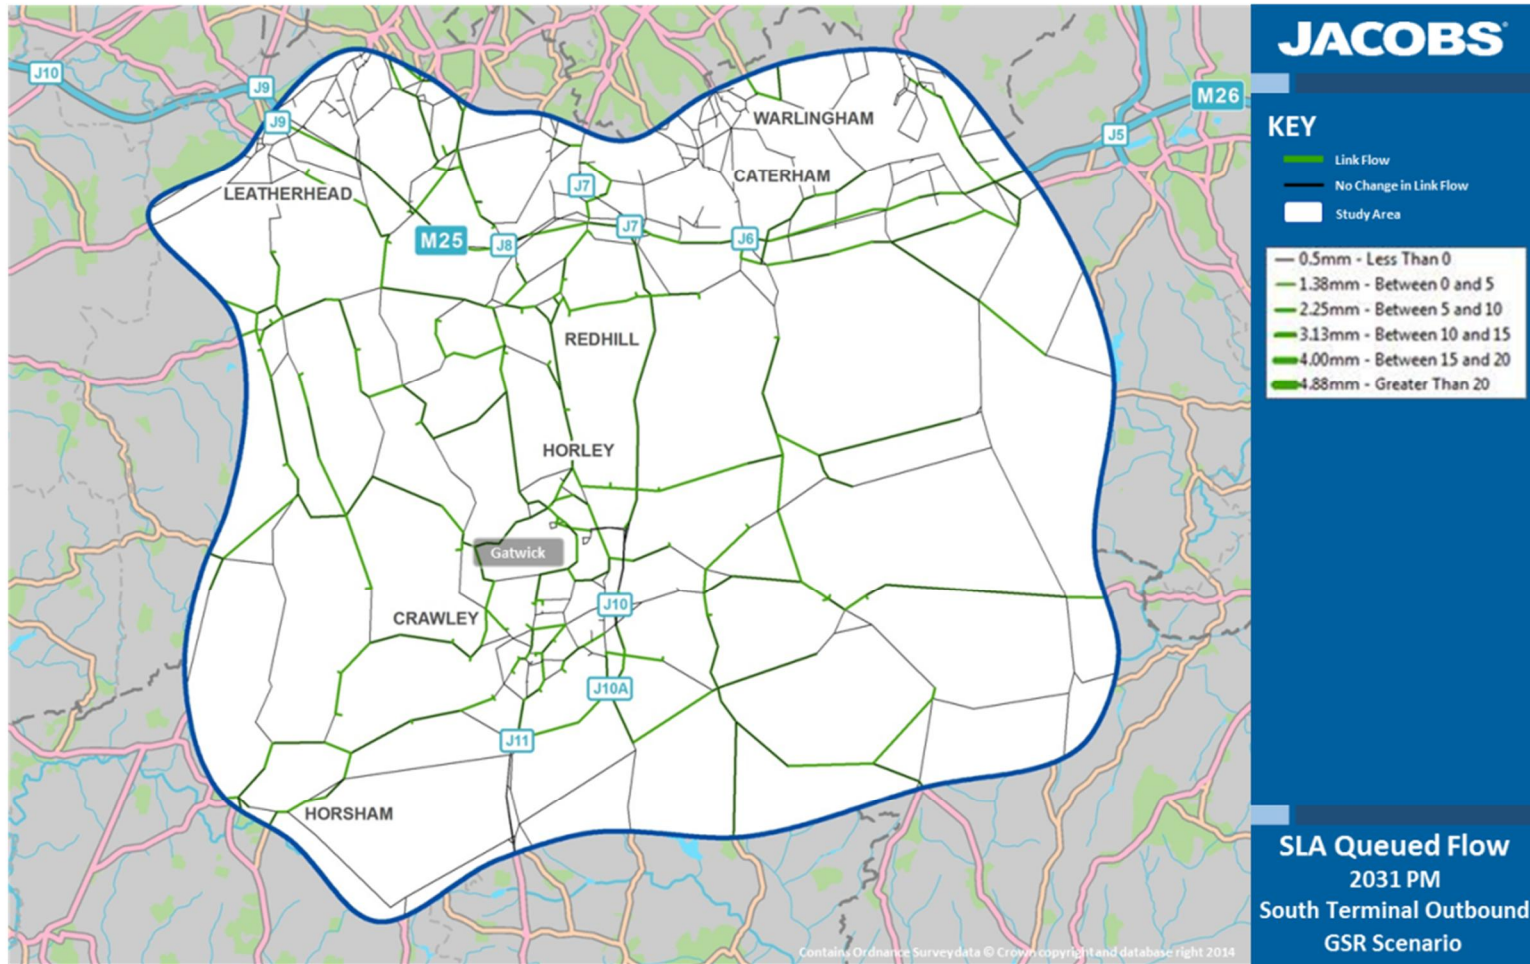 JACOBS
KEY
Link Flow
No Change in Link Flow
Study Area
0.5mm - Less Than 0
1.38mm - Between 0 and 5
2.25mm - Between 5 and 10
3.13mm - Between 10 and 15
4.00mm - Between 15 and 20
4.88mm - Greater Than 20
SLA Queued Flow
2031 PM
South Terminal Outbound
GSR Scenario
J10
J9
J9
M26
J5
WARLINGHAM
CATERHAM
LEATHERHEAD
J7
J7
M25
J8
J6
REDHILL
HORLEY
Gatwick
J10
CRAWLEY
J10A
J11
HORSHAM
Contains Ordnance Survey data © Crown copyright and database right 2014